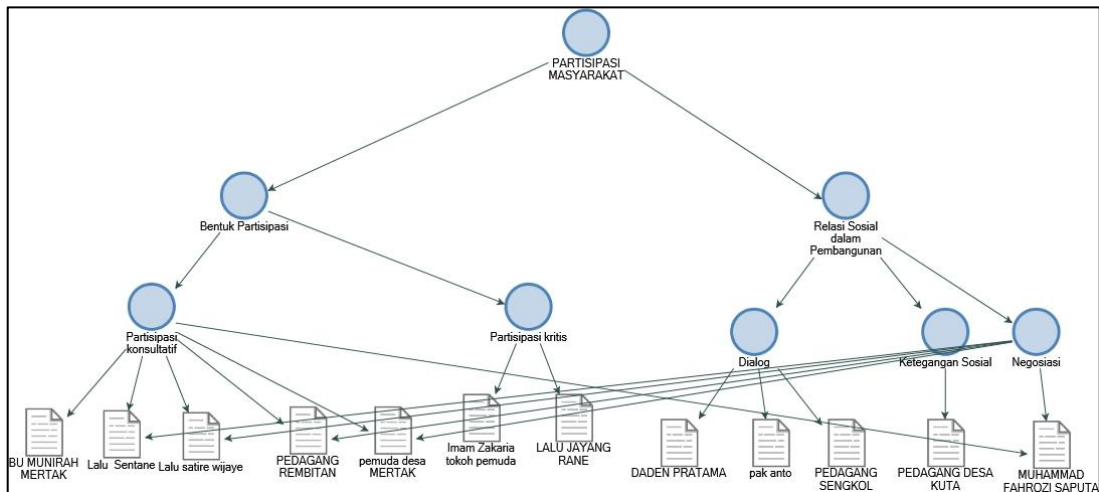 PARTISIPASI
MASYARAKAT
Bentuk Partisipasi
Relasi Sosial
dalam
Pembangunan
Partisipasi
konsultatif
Partisipasi kritis
Dialog
Ketegangan Sosial
Negosiasi
BU MUNIRAH
MERTAK
Lalu Sentane
Lalu satire wijaye
PEDAGANG
REMBITAN
pemuda desa
MERTAK
Imam Zakaria
tokoh pemuda
LALU JAYANG
RANE
DADEN PRATAMA
pak anto
PEDAGANG
SENGKOL
PEDAGANG DESA
KUTA
MUHAMMAD
FAHROZI SAPUTA